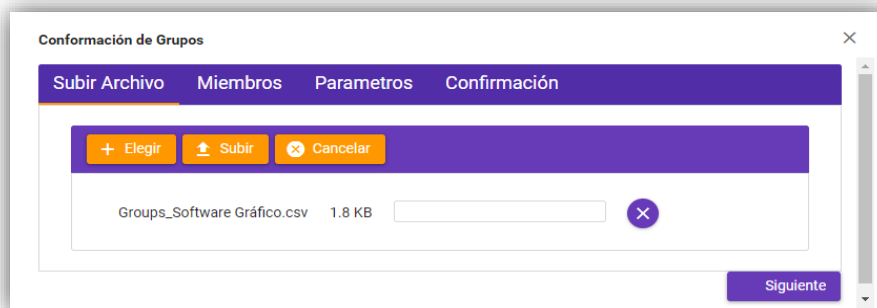 Conformación de Grupos
Subir Archivo Miembros Parametros Confirmación
Elegir Subir Cancelar
Groups_Software Gráfico.csv 1.8 KB
Siguiente